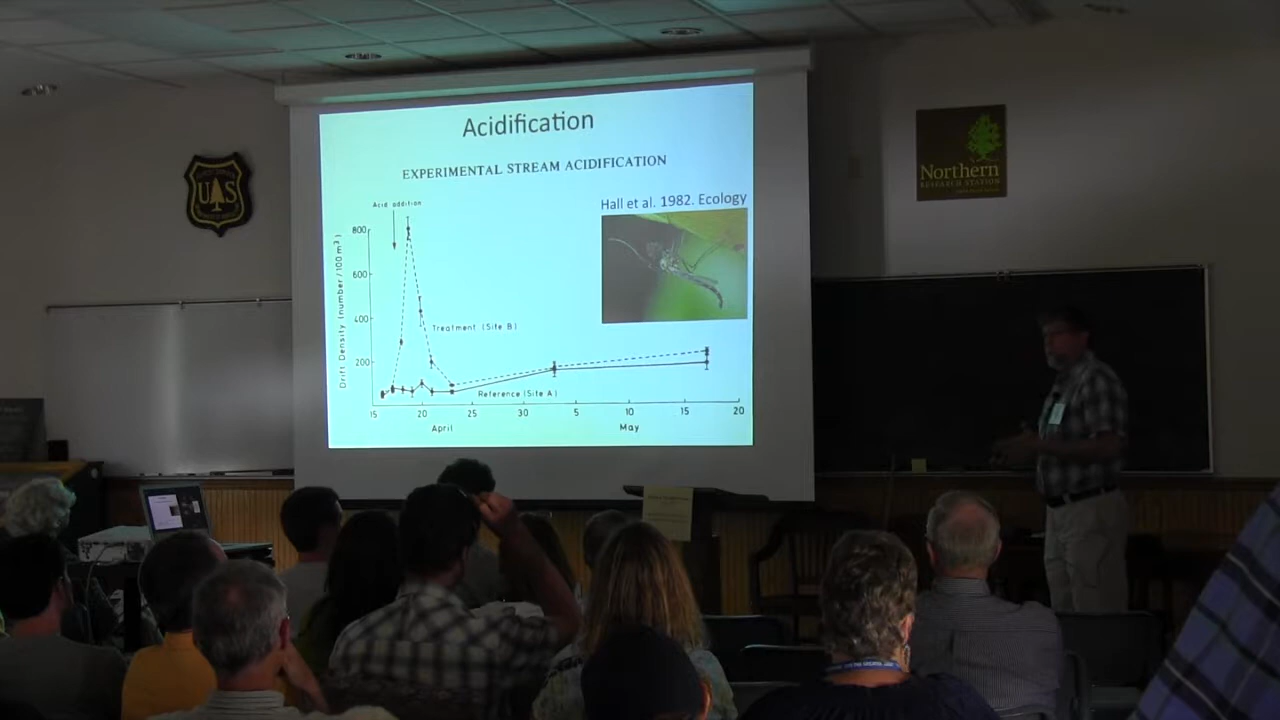 Acidification
EXPERIMENTAL STREAM ACIDIFICATION
Hall et al. 1982. Ecology
Acid addition
Drift Density (number/100 m³)
800
600
400
200
Treatment (Site B)
Reference (Site A)
15 20 25 30 5 10 15 20
April May
US
Northern
RESEARCH STATION